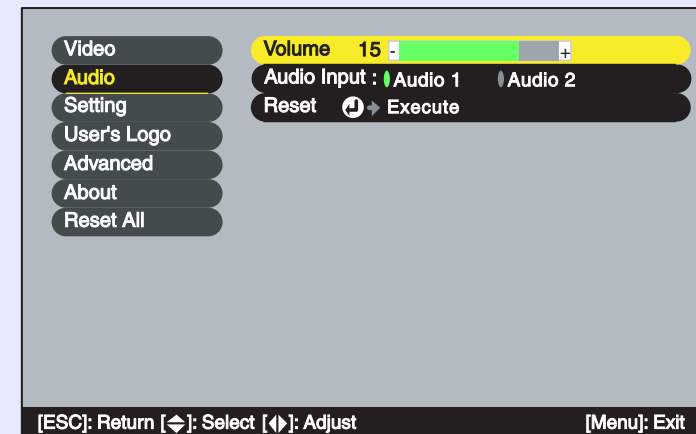 Video
Audio
Setting
User's Logo
Advanced
About
Reset All
Volume 15 - +
Audio Input : Audio 1 Audio 2
Reset Execute
[ESC]: Return []: Select []: Adjust [Menu]: Exit